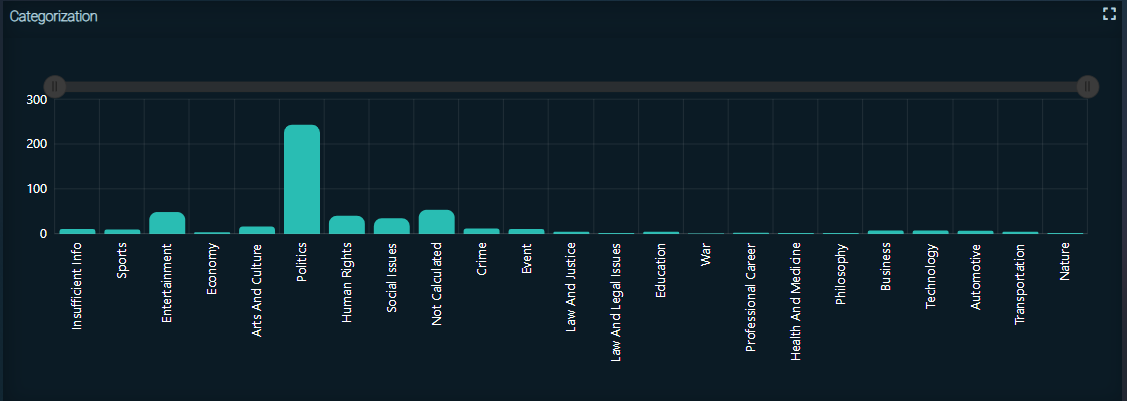 Categorization
300
200
100
0
Insufficient Info
Sports
Entertainment
Economy
Arts And Culture
Politics
Human Rights
Social Issues
Not Calculated
Crime
Event
Law And Justice
Law And Legal Issues
Education
War
Professional Career
Health And Medicine
Philosophy
Business
Technology
Automotive
Transportation
Nature